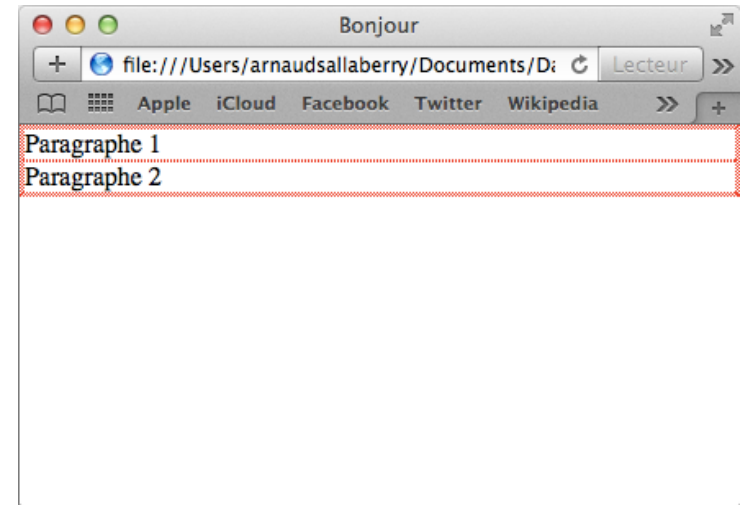 Bonjour
file:///Users/arnaudsallaberry/Documents/Da
Lecteur
Apple iCloud Facebook Twitter Wikipedia
Paragraphe 1
Paragraphe 2